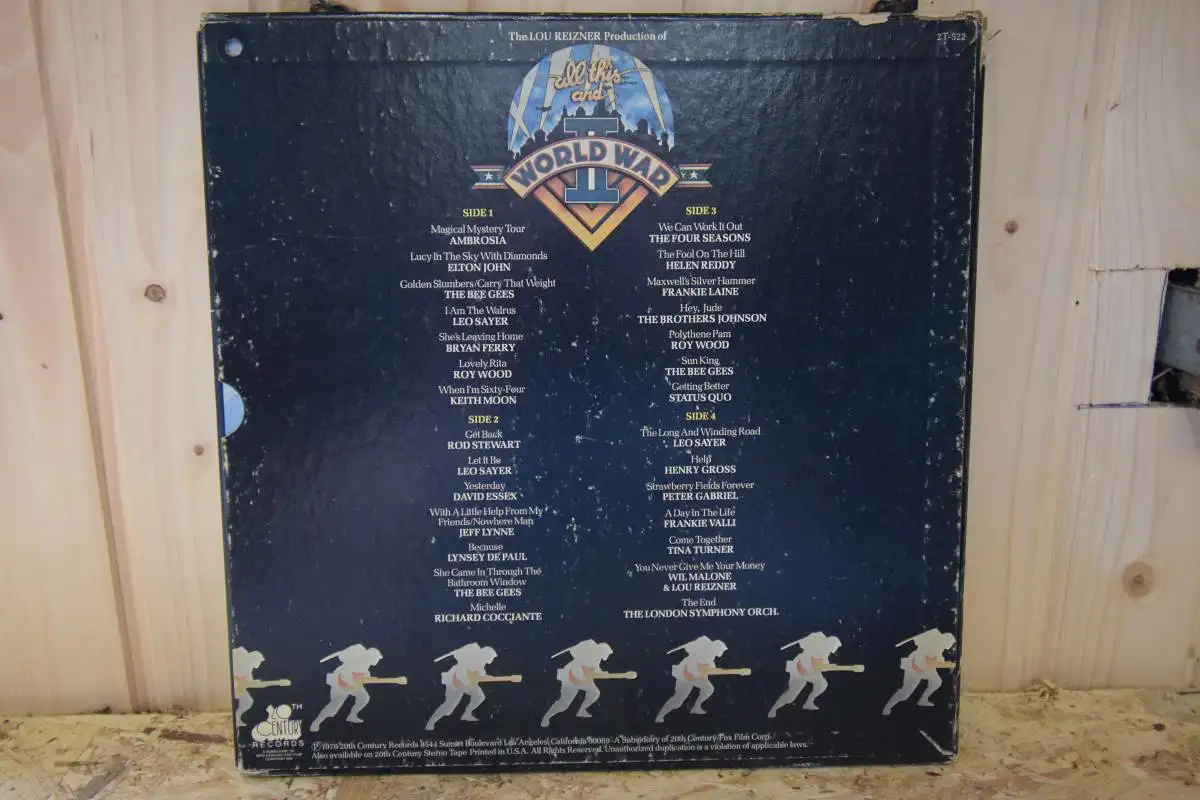 The LOU REIZNER Production of
2T-522
all this
and
WORLD WAR
II
SIDE 1
Magical Mystery Tour
AMBROSIA
Lucy In The Sky With Diamonds
ELTON JOHN
Golden Slumbers/Carry That Weight
THE BEE GEES
I Am The Walrus
LEO SAYER
She's Leaving Home
BRYAN FERRY
Lovely Rita
ROY WOOD
When I'm Sixty-Four
KEITH MOON
SIDE 2
Get Back
ROD STEWART
Let It Be
LEO SAYER
Yesterday
DAVID ESSEX
With A Little Help From My
Friends/Nowhere Man
JEFF LYNNE
Because
LYNSEY DE PAUL
She Came In Through The
Bathroom Window
THE BEE GEES
Michelle
RICHARD COCCIANTE
SIDE 3
We Can Work It Out
THE FOUR SEASONS
The Fool On The Hill
HELEN REDDY
Maxwell's Silver Hammer
FRANKIE LAINE
Hey, Jude
THE BROTHERS JOHNSON
Polythene Pam
ROY WOOD
Sun King
THE BEE GEES
Getting Better
STATUS QUO
SIDE 4
The Long And Winding Road
LEO SAYER
Help
HENRY GROSS
Strawberry Fields Forever
PETER GABRIEL
A Day In The Life
FRANKIE VALLI
Come Together
TINA TURNER
You Never Give Me Your Money
WIL MALONE
& LOU REIZNER
The End
THE LONDON SYMPHONY ORCH.
20TH
CENTURY
RECORDS
A SUBSIDIARY OF
20TH CENTURY-FOX FILM
CORPORATION
Ⓟ 1976 20th Century Records 8544 Sunset Boulevard Los Angeles, California 90069 A Subsidiary of 20th Century-Fox Film Corp.
Also available on 20th Century Stereo Tape Printed in U.S.A. All Rights Reserved. Unauthorized duplication is a violation of applicable laws.